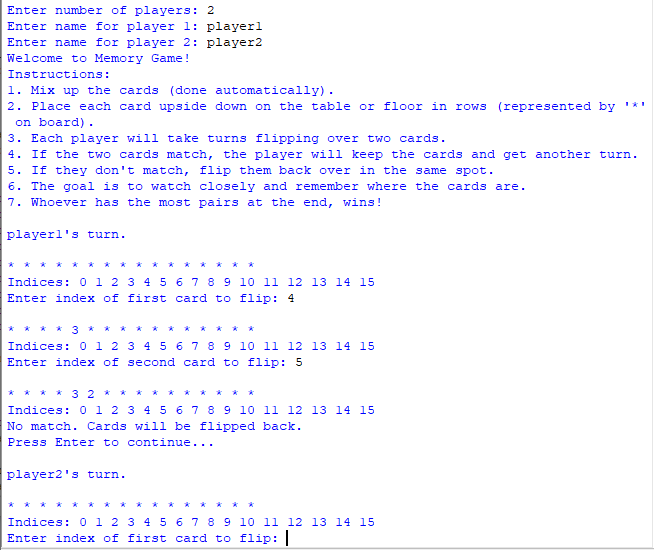 Enter number of players: 2
Enter name for player 1: player1
Enter name for player 2: player2
Welcome to Memory Game!
Instructions:
1. Mix up the cards (done automatically).
2. Place each card upside down on the table or floor in rows (represented by '*'
on board).
3. Each player will take turns flipping over two cards.
4. If the two cards match, the player will keep the cards and get another turn.
5. If they don't match, flip them back over in the same spot.
6. The goal is to watch closely and remember where the cards are.
7. Whoever has the most pairs at the end, wins!
player1's turn.
* * * * * * * * * * * * * * * *
Indices: 0 1 2 3 4 5 6 7 8 9 10 11 12 13 14 15
Enter index of first card to flip: 4
* * * * 3 * * * * * * * * * * *
Indices: 0 1 2 3 4 5 6 7 8 9 10 11 12 13 14 15
Enter index of second card to flip: 5
* * * * 3 2 * * * * * * * * * *
Indices: 0 1 2 3 4 5 6 7 8 9 10 11 12 13 14 15
No match. Cards will be flipped back.
Press Enter to continue...
player2's turn.
* * * * * * * * * * * * * * * *
Indices: 0 1 2 3 4 5 6 7 8 9 10 11 12 13 14 15
Enter index of first card to flip: